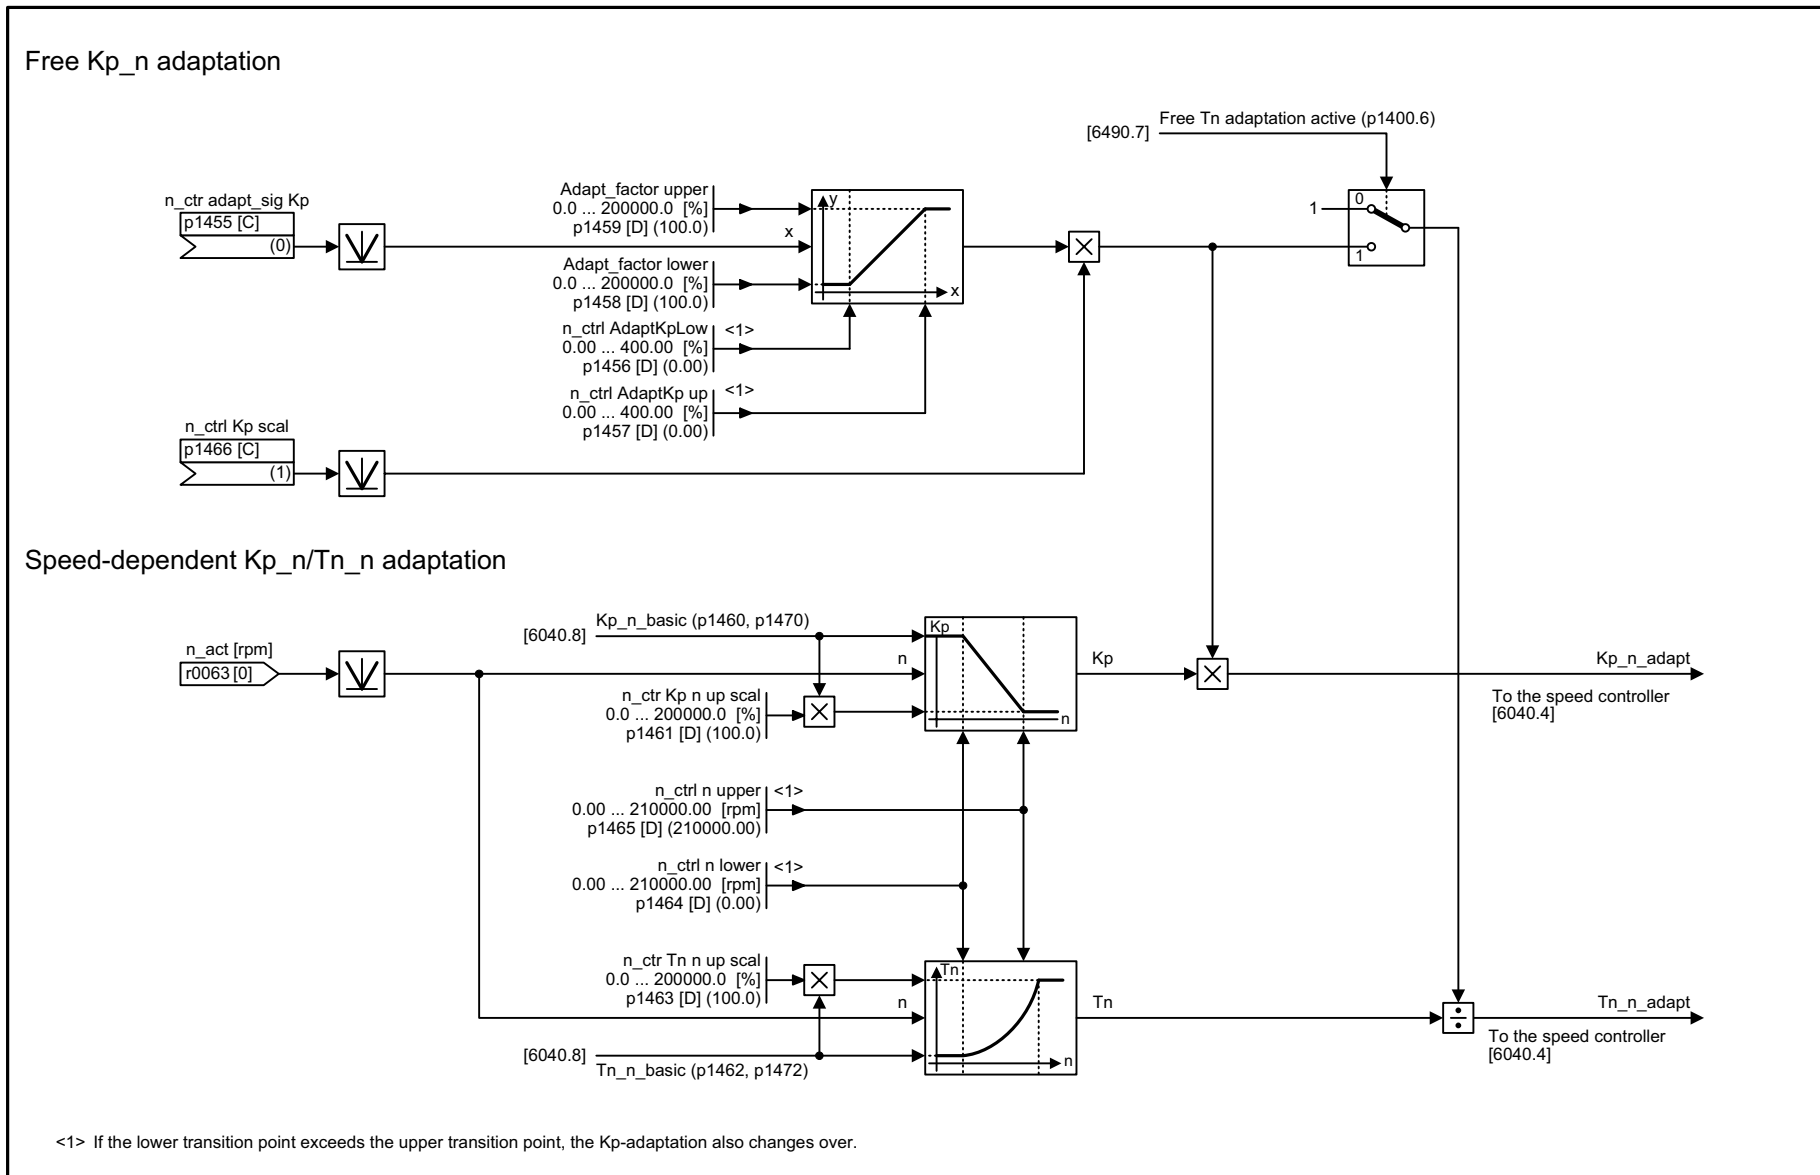 Free Kp_n adaptation
Free Tn adaptation active (p1400.6)
[6490.7]
n_ctr adapt_sig Kp
p1455 [C]
(0)
Adapt_factor upper
0.0 ... 200000.0 [%]
p1459 [D] (100.0)
x
Adapt_factor lower
0.0 ... 200000.0 [%]
p1458 [D] (100.0)
y
x
1
0
1
n_ctrl AdaptKpLow <1>
0.00 ... 400.00 [%]
p1456 [D] (0.00)
n_ctrl AdaptKp up <1>
0.00 ... 400.00 [%]
p1457 [D] (0.00)
n_ctrl Kp scal
p1466 [C]
(1)
Speed-dependent Kp_n/Tn_n adaptation
[6040.8] Kp_n_basic (p1460, p1470)
n_act [rpm]
r0063 [0]
n
Kp
n
Kp
Kp_n_adapt
To the speed controller
[6040.4]
n_ctr Kp n up scal
0.0 ... 200000.0 [%]
p1461 [D] (100.0)
n_ctrl n upper <1>
0.00 ... 210000.00 [rpm]
p1465 [D] (210000.00)
n_ctrl n lower <1>
0.00 ... 210000.00 [rpm]
p1464 [D] (0.00)
n_ctr Tn n up scal
0.0 ... 200000.0 [%]
p1463 [D] (100.0)
n
Tn
n
Tn
Tn_n_adapt
To the speed controller
[6040.4]
[6040.8]
Tn_n_basic (p1462, p1472)
<1> If the lower transition point exceeds the upper transition point, the Kp-adaptation also changes over.